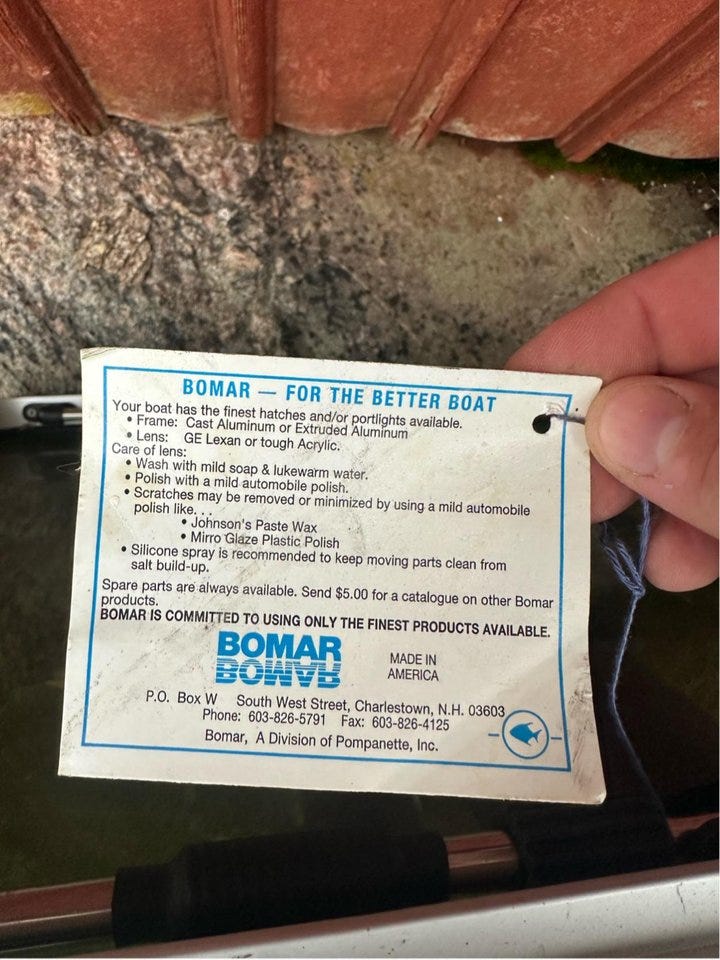 BOMAR — FOR THE BETTER BOAT
Your boat has the finest hatches and/or portlights available.
• Frame: Cast Aluminum or Extruded Aluminum
• Lens: GE Lexan or tough Acrylic.
Care of lens:
• Wash with mild soap & lukewarm water.
• Polish with a mild automobile polish.
• Scratches may be removed or minimized by using a mild automobile
polish like. . .
• Johnson's Paste Wax
• Mirro Glaze Plastic Polish
• Silicone spray is recommended to keep moving parts clean from
salt build-up.
Spare parts are always available. Send $5.00 for a catalogue on other Bomar
products.
BOMAR IS COMMITTED TO USING ONLY THE FINEST PRODUCTS AVAILABLE.
BOMAR
MADE IN
AMERICA
P.O. Box W South West Street, Charlestown, N.H. 03603
Phone: 603-826-5791 Fax: 603-826-4125
Bomar, A Division of Pompanette, Inc.